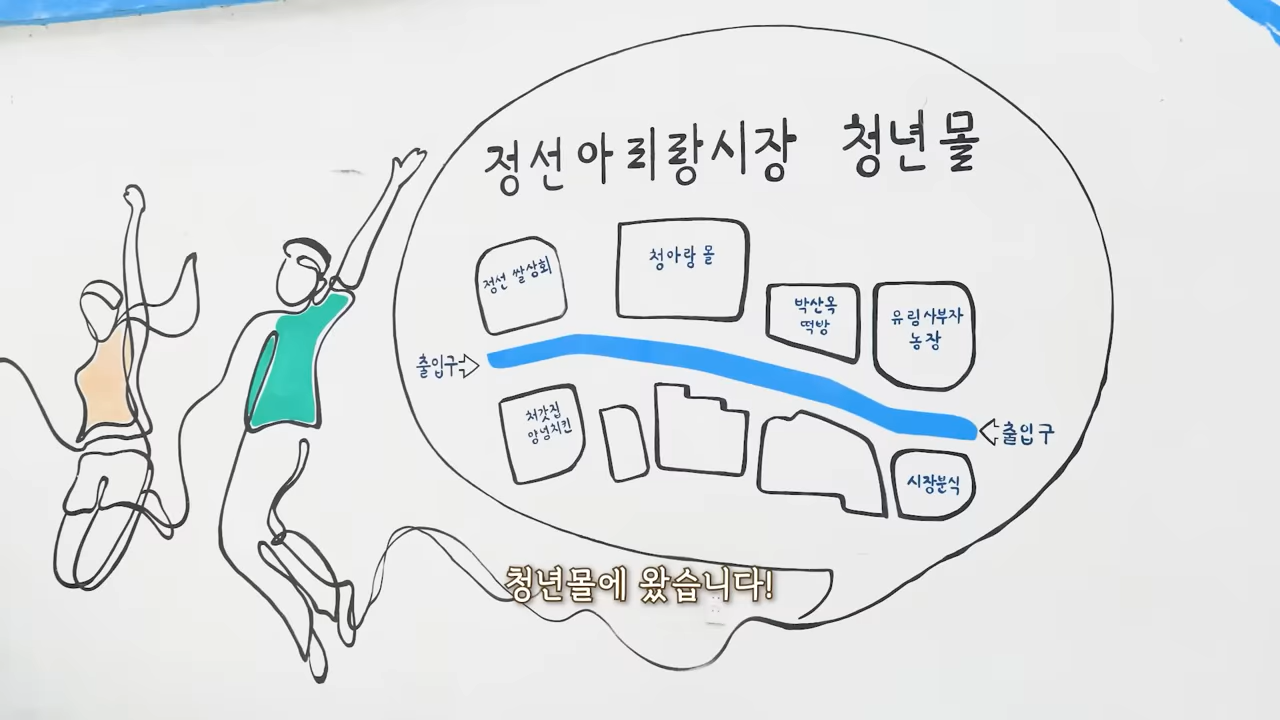 정선아리랑시장 청년몰
정선 쌀상회
청아랑 몰
박산옥
떡방
유림사부자
농장
출입구
출입구
처갓집
양념치킨
시장분식
청년몰에 왔습니다!